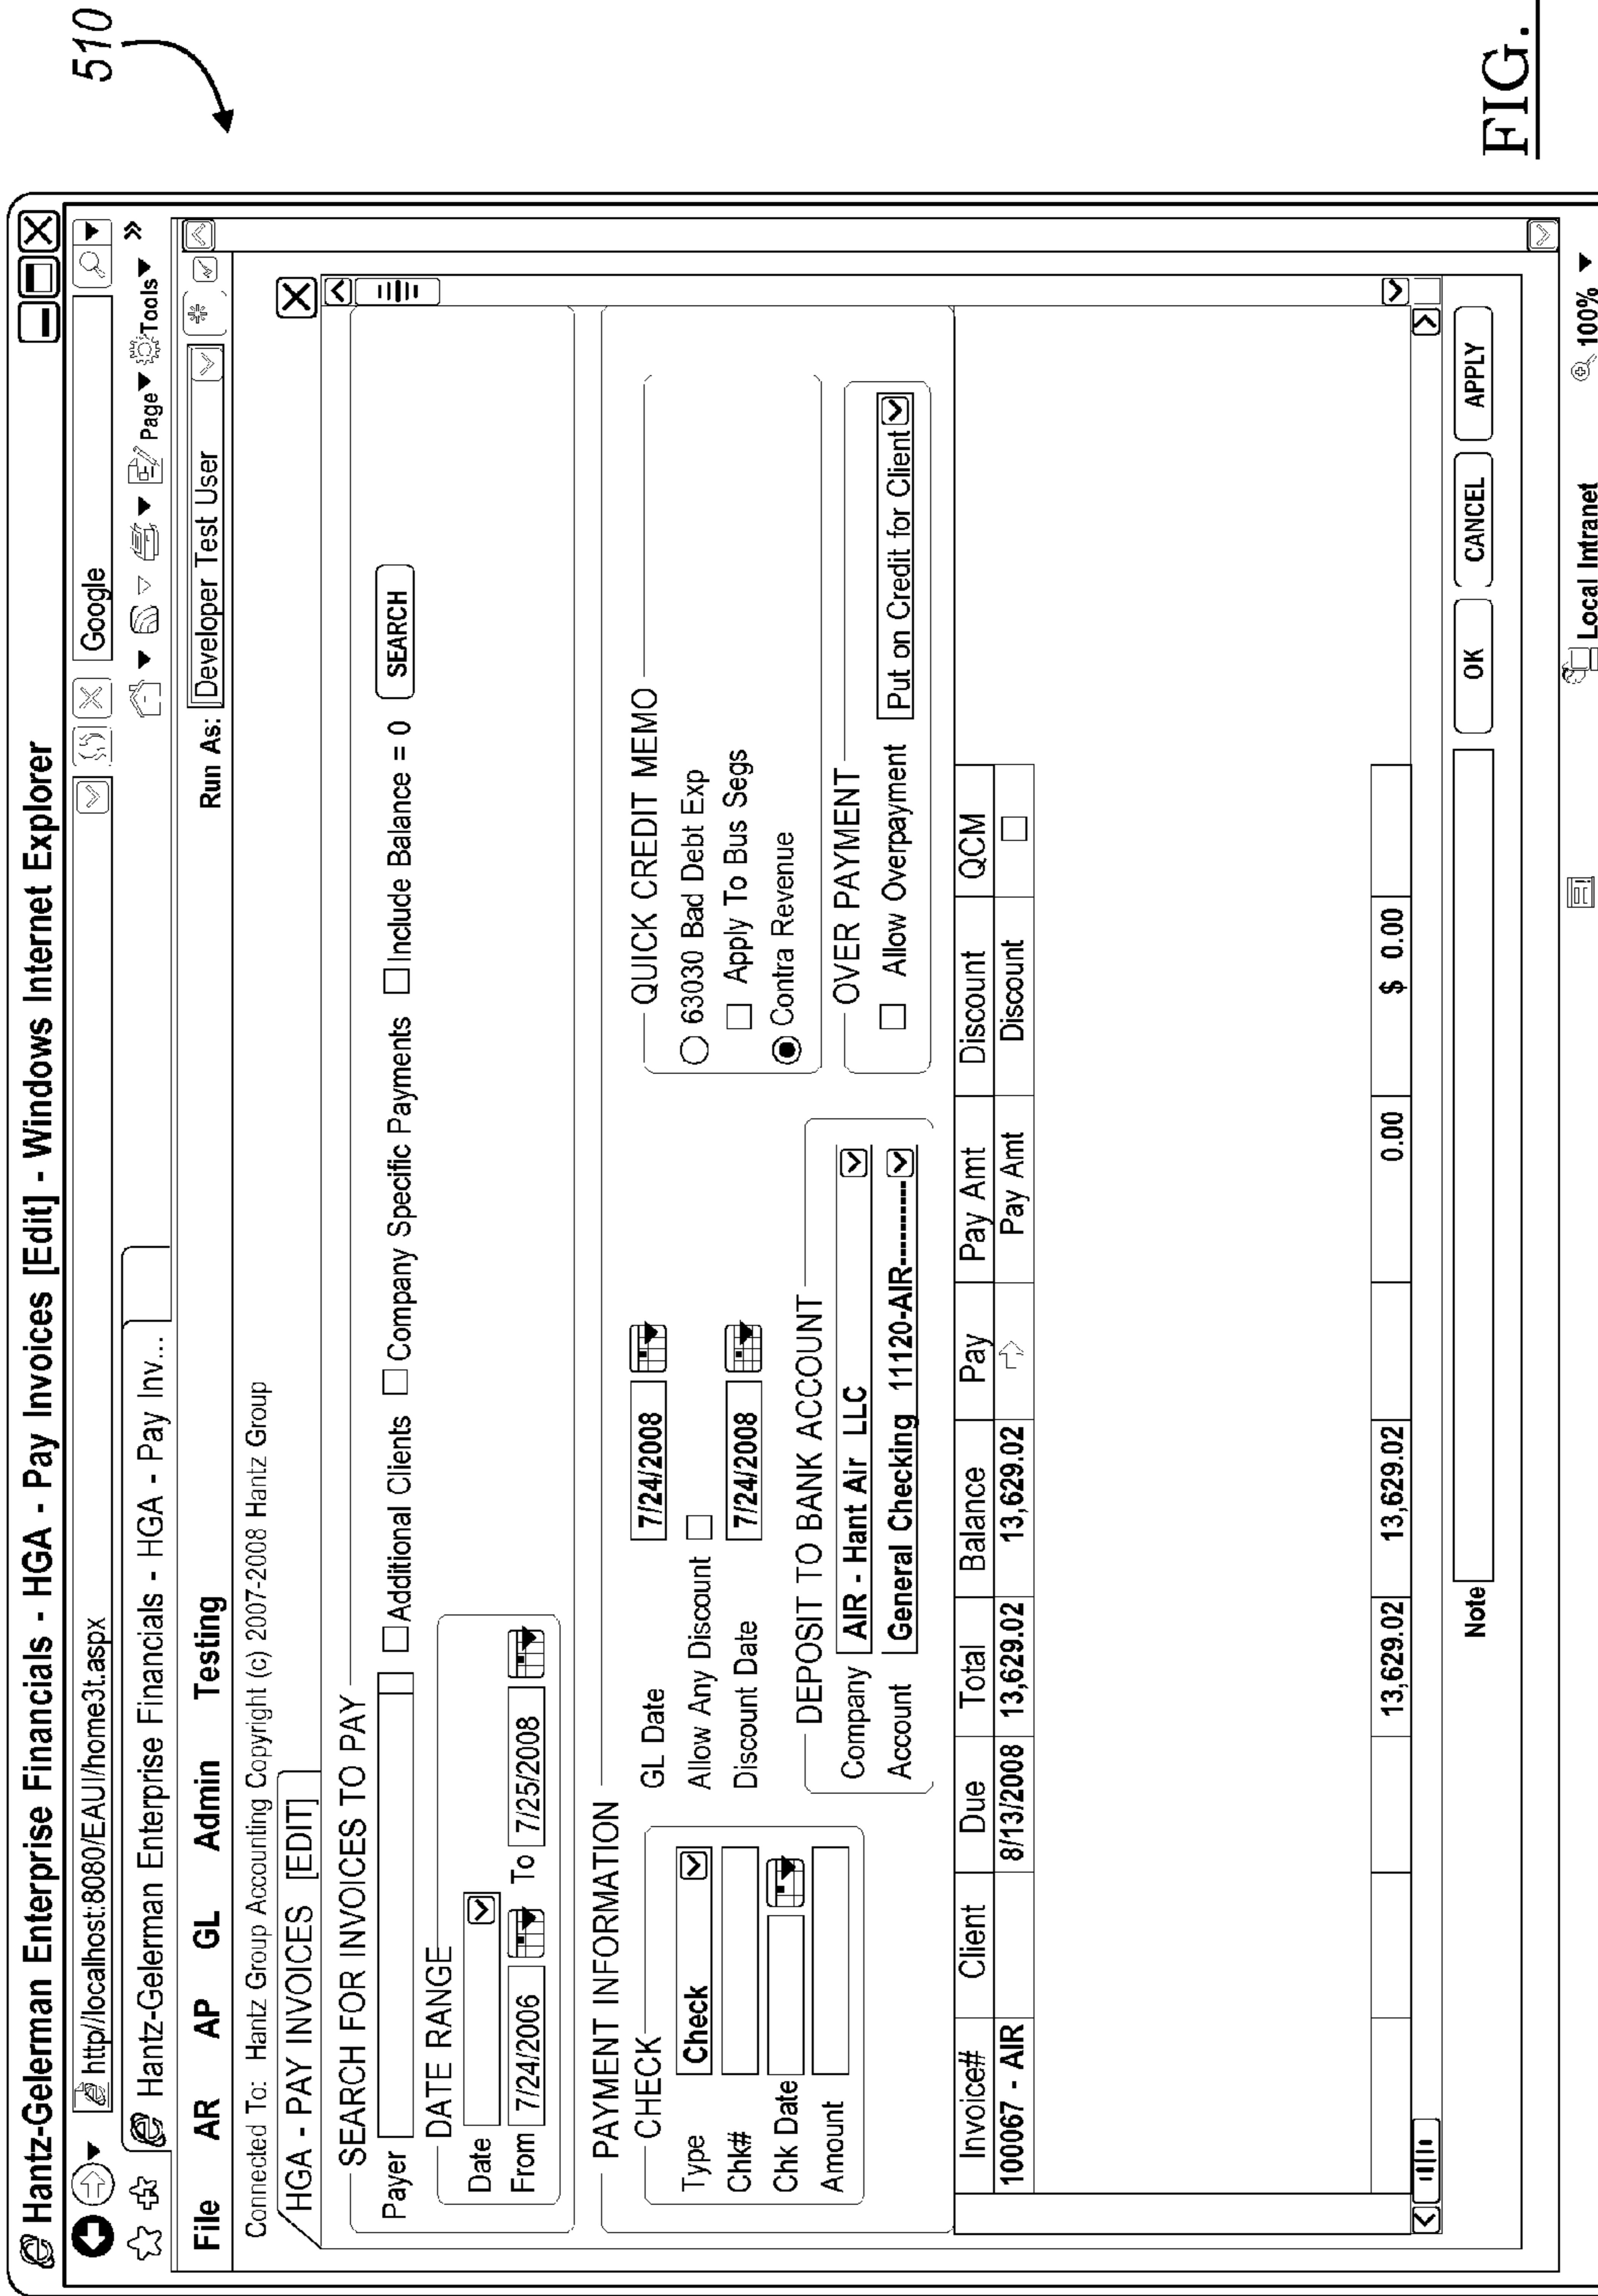 510
Hantz-Gelerman Enterprise Financials - HGA - Pay Invoices [Edit] - Windows Internet Explorer
http//localhost:8080/EAUI/home3t.aspx Google
Hantz-Gelerman Enterprise Financials - HGA - Pay Inv... Page Tools »
File AR AP GL Admin Testing Run As: Developer Test User
Connected To: Hantz Group Accounting Copyright (c) 2007-2008 Hantz Group
HGA - PAY INVOICES [EDIT]
SEARCH FOR INVOICES TO PAY
Payer Additional Clients Company Specific Payments Include Balance = 0 SEARCH
DATE RANGE
Date
From 7/24/2006 To 7/25/2008
PAYMENT INFORMATION
CHECK
Type Check
Chk#
Chk Date
Amount
GL Date 7/24/2008
Allow Any Discount
Discount Date 7/24/2008
DEPOSIT TO BANK ACCOUNT
Company AIR - Hant Air LLC
Account General Checking 11120-AIR-----------
QUICK CREDIT MEMO
63030 Bad Debt Exp
Apply To Bus Segs
Contra Revenue
OVER PAYMENT
Allow Overpayment Put on Credit for Client
Invoice# Client Due Total Balance Pay Pay Amt Discount QCM
100067 - AIR 8/13/2008 13,629.02 13,629.02 Pay Amt Discount
13,629.02 13,629.02 0.00 $ 0.00
Note OK CANCEL APPLY
Local Intranet 100%
FIG.